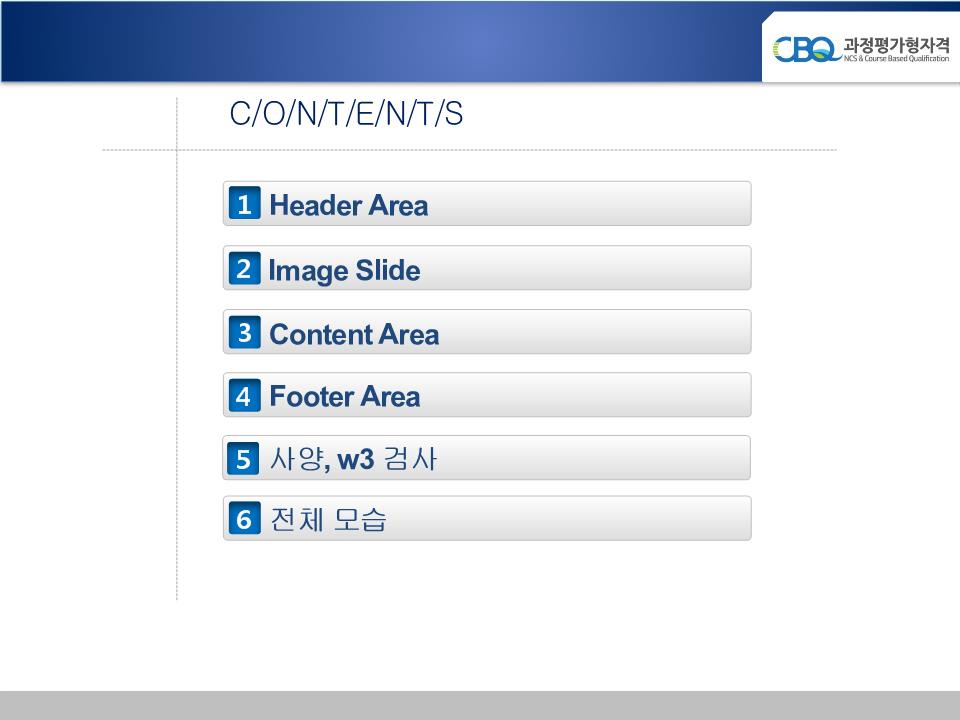 CBQ 과정평가형자격
NCS & Course Based Qualification
C/O/N/T/E/N/T/S
1 Header Area
2 Image Slide
3 Content Area
4 Footer Area
5 사양, w3 검사
6 전체 모습